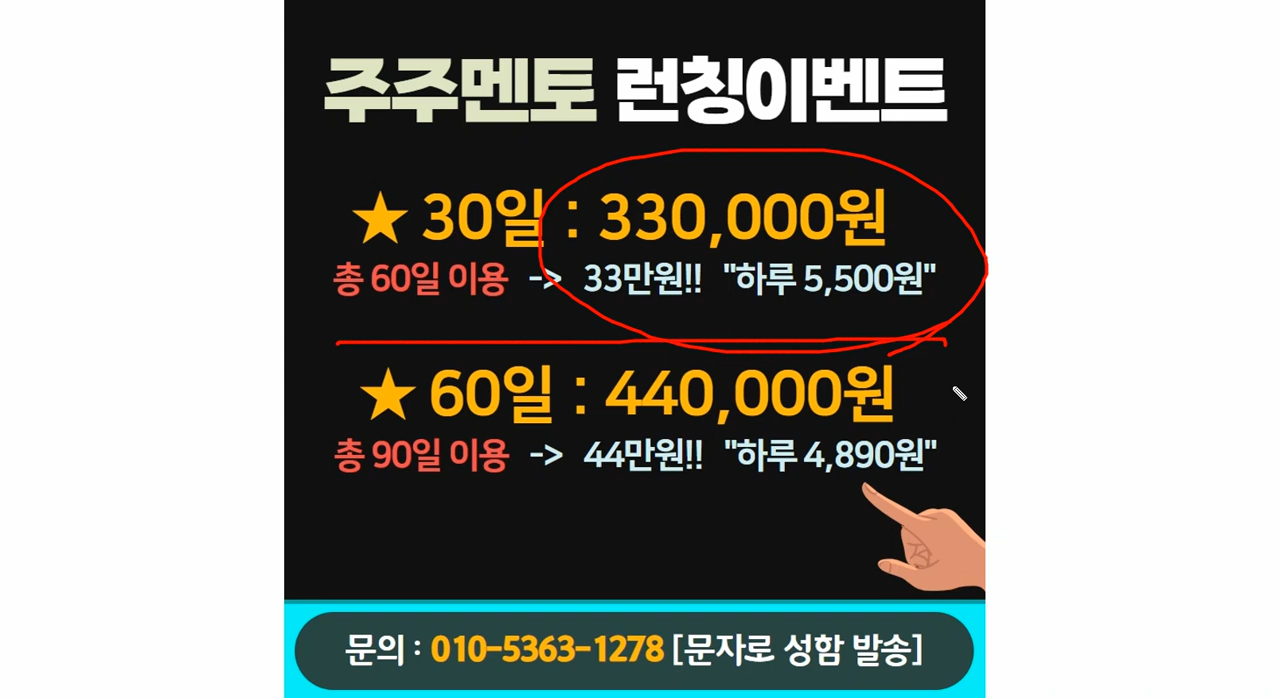 주주멘토 런칭이벤트
★ 30일 : 330,000원
총 60일 이용 -> 33만원!! "하루 5,500원"
★ 60일 : 440,000원
총 90일 이용 -> 44만원!! "하루 4,890원"
문의 : 010-5363-1278 [문자로 성함 발송]